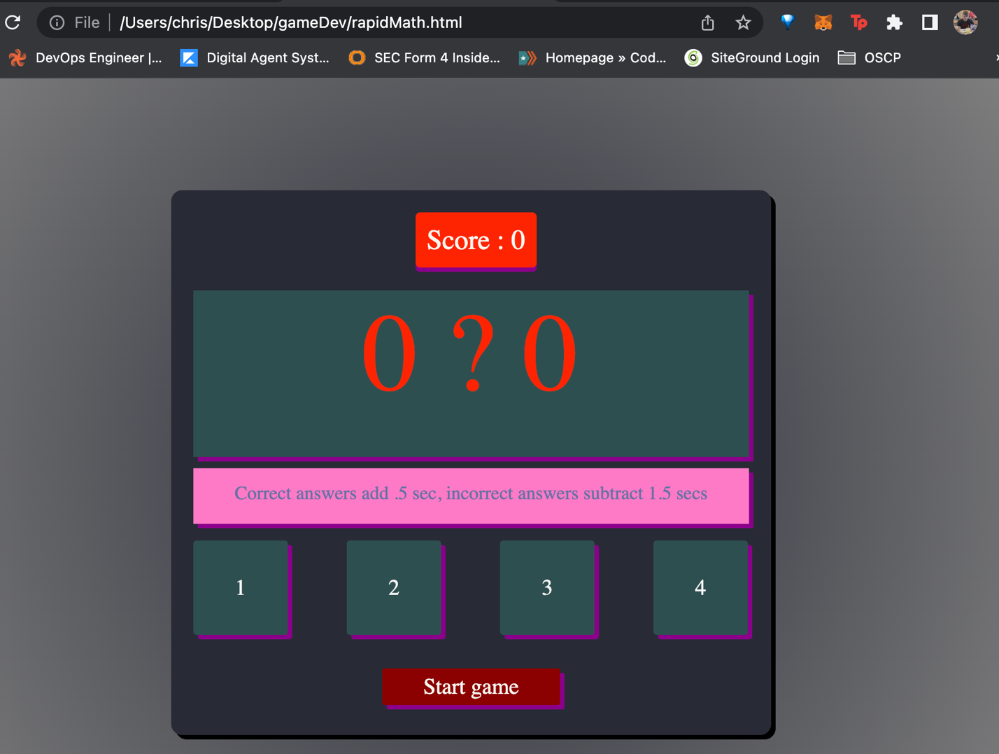 File /Users/chris/Desktop/gameDev/rapidMath.html
Tp
DevOps Engineer |... Digital Agent Syst... SEC Form 4 Inside... Homepage » Cod... SiteGround Login OSCP
Score : 0
0 ? 0
Correct answers add .5 sec, incorrect answers subtract 1.5 secs
1 2 3 4
Start game